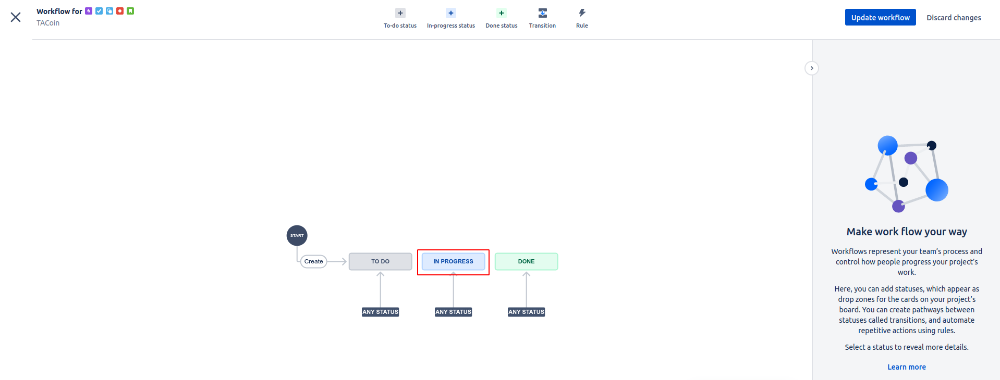 Workflow for
TACoin
To-do status
In-progress status
Done status
Transition
Rule
Update workflow
Discard changes
START
Create
TO DO
IN PROGRESS
DONE
ANY STATUS
ANY STATUS
ANY STATUS
Make work flow your way
Workflows represent your team’s process and
control how people progress your project’s
work.
Here, you can add statuses, which appear as
drop zones for the cards on your project’s
board. You can create pathways between
statuses called transitions, and automate
repetitive actions using rules.
Select a status to reveal more details.
Learn more